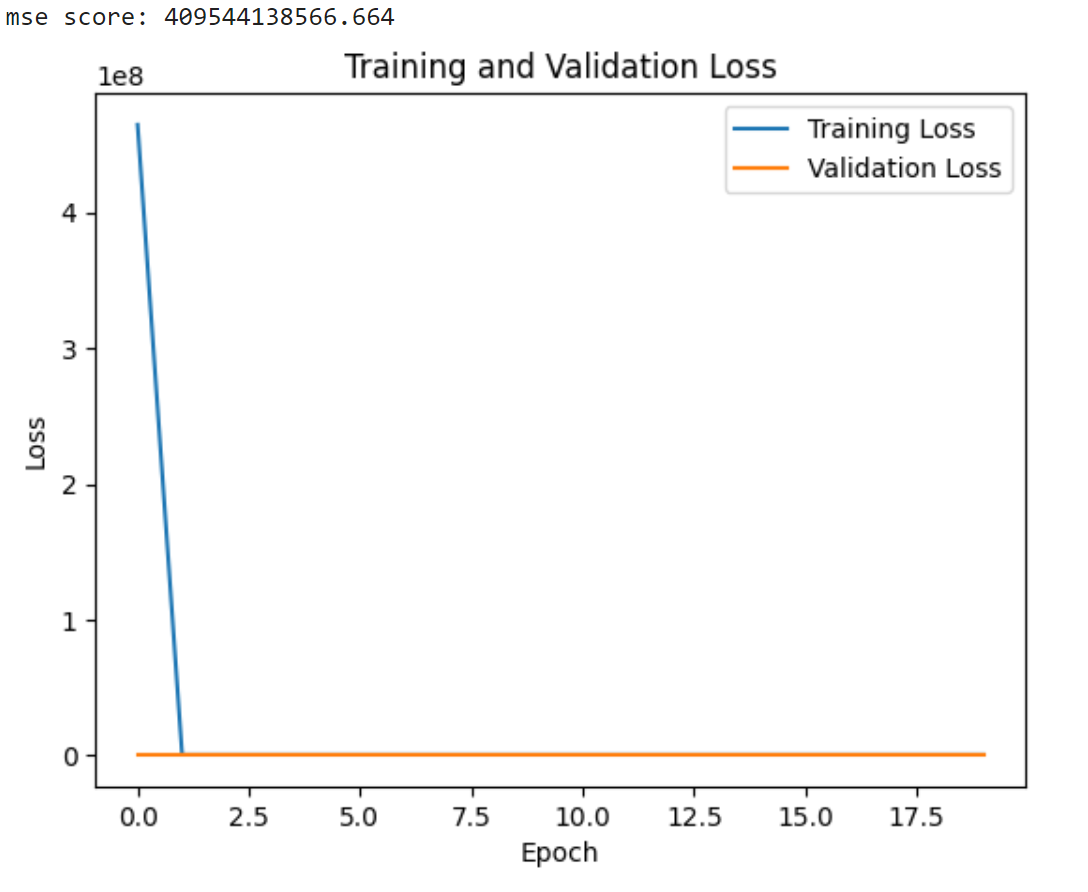 mse score: 409544138566.664
Training and Validation Loss
1e8
Training Loss
Validation Loss
4
3
2
1
0
Loss
0.0 2.5 5.0 7.5 10.0 12.5 15.0 17.5
Epoch